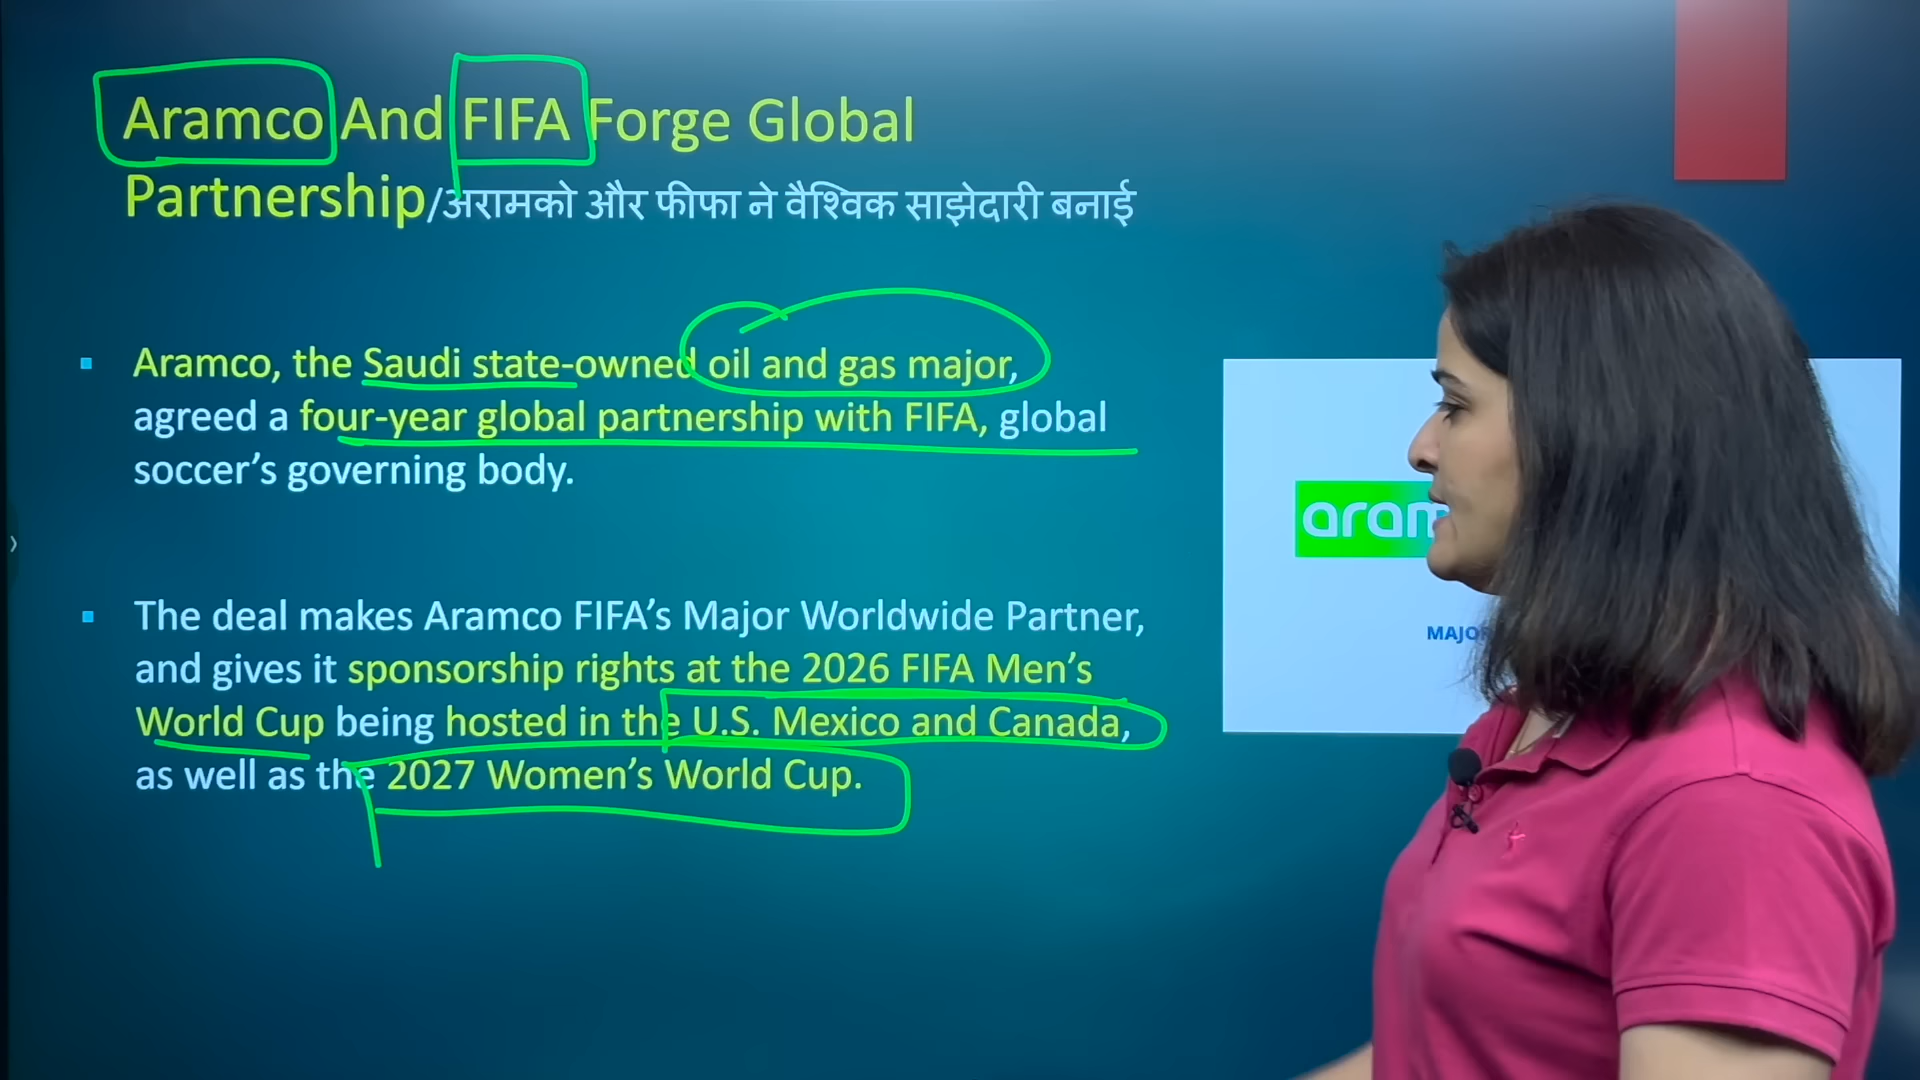 Aramco And FIFA Forge Global
Partnership/अरामको और फीफा ने वैश्विक साझेदारी बनाई
Aramco, the Saudi state-owned oil and gas major,
agreed a four-year global partnership with FIFA, global
soccer’s governing body.
The deal makes Aramco FIFA’s Major Worldwide Partner,
and gives it sponsorship rights at the 2026 FIFA Men’s
World Cup being hosted in the U.S. Mexico and Canada,
as well as the 2027 Women’s World Cup.